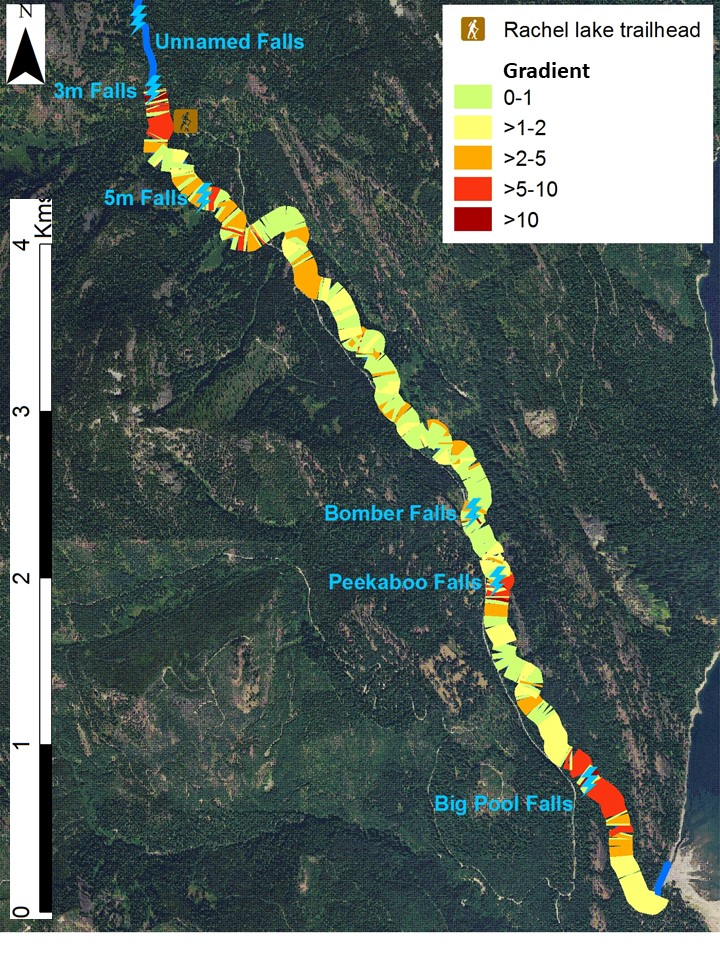 N
Unnamed Falls
3m Falls
5m Falls
Bomber Falls
Peekaboo Falls
Big Pool Falls
Rachel lake trailhead
Gradient
0-1
>1-2
>2-5
>5-10
>10
Kms
4
3
2
1
0